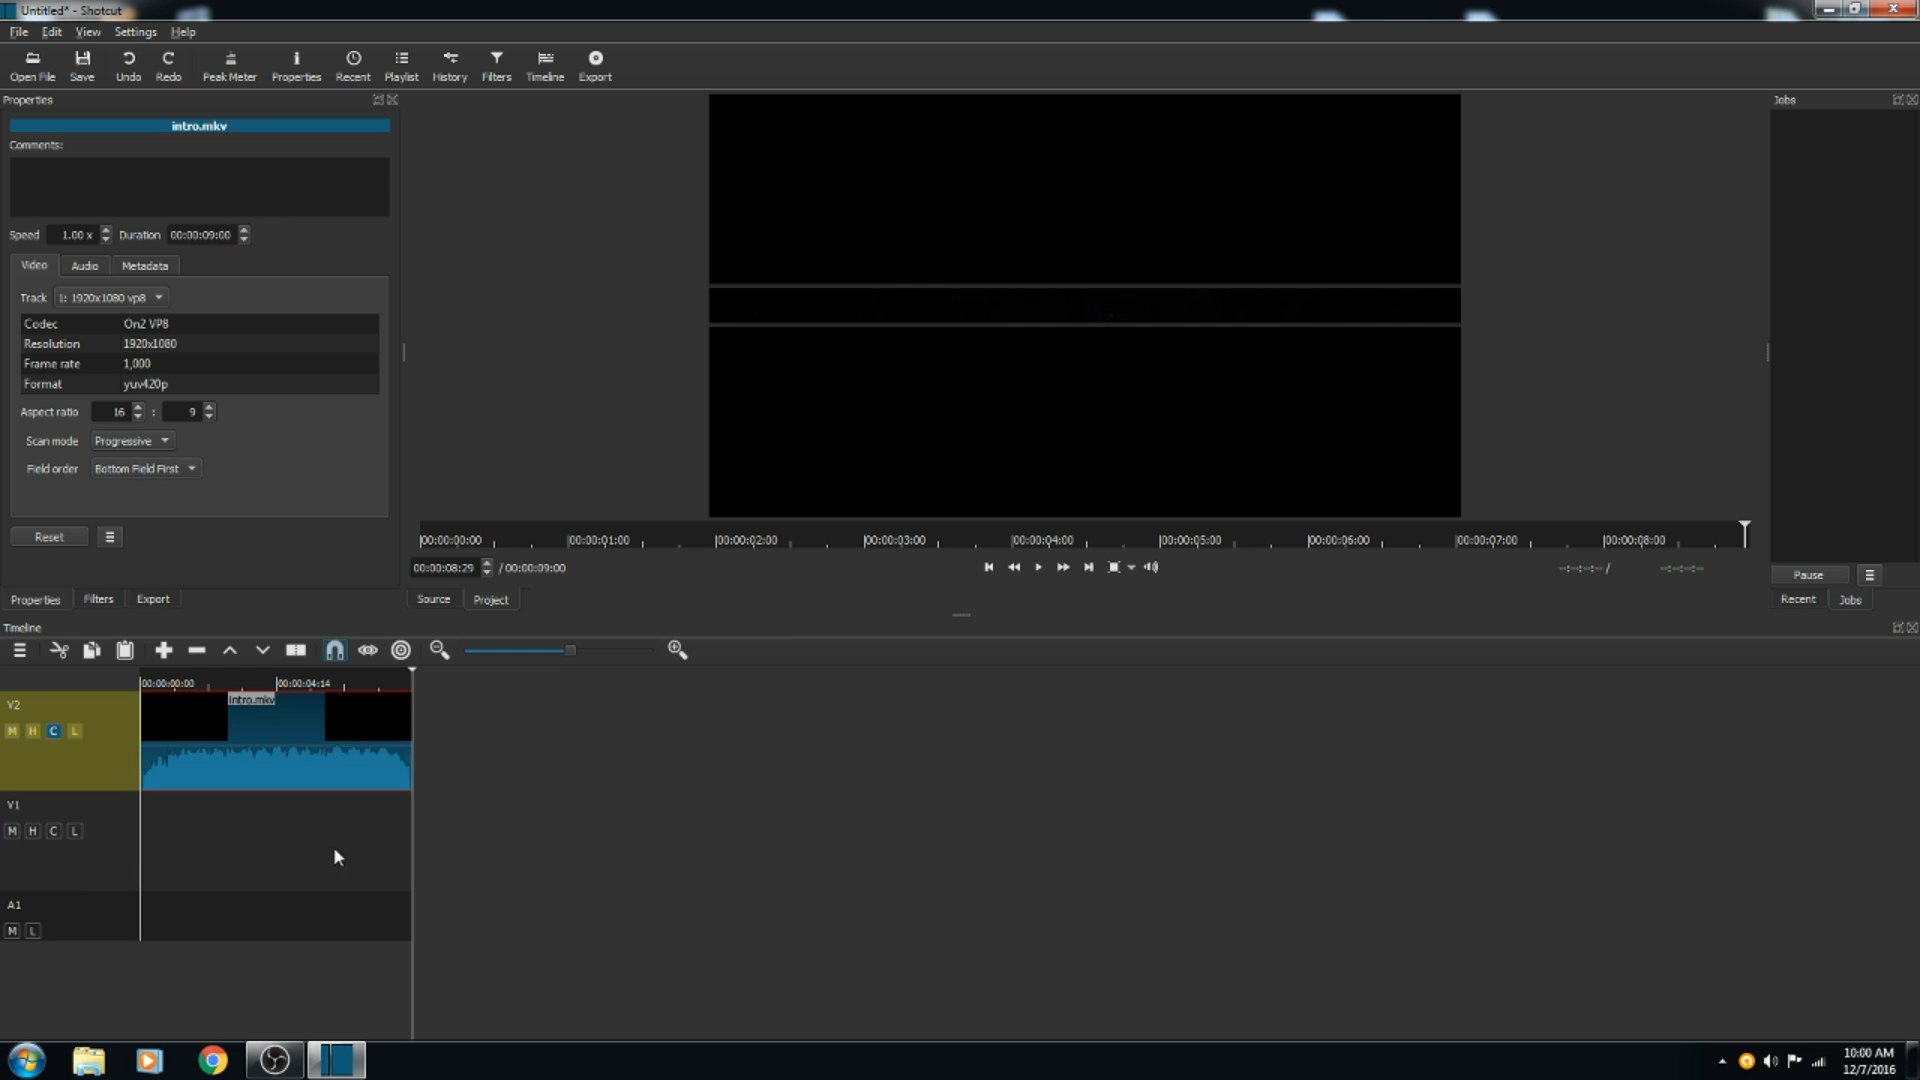 Untitled* - Shotcut
File Edit View Settings Help
Open File Save Undo Redo Peak Meter Properties Recent Playlist History Filters Timeline Export
Properties
Jobs
intro.mkv
Comments:
Speed 1.00 x Duration 00:00:09:00
Video Audio Metadata
Track 1: 1920x1080 vp8
Codec On2 VP8
Resolution 1920x1080
Frame rate 1,000
Format yuv420p
Aspect ratio 16 : 9
Scan mode Progressive
Field order Bottom Field First
Reset
00:00:00:00 00:00:01:00 00:00:02:00 00:00:03:00 00:00:04:00 00:00:05:00 00:00:06:00 00:00:07:00 00:00:08:00
00:00:08:29 / 00:00:09:00
--:--:--:-- / --:--:--:--
Pause
Properties Filters Export
Source Project
Recent Jobs
Timeline
00:00:00:00 00:00:04:14
V2
intro.mkv
M H C L
V1
M H C L
A1
M L
10:00 AM
12/7/2016